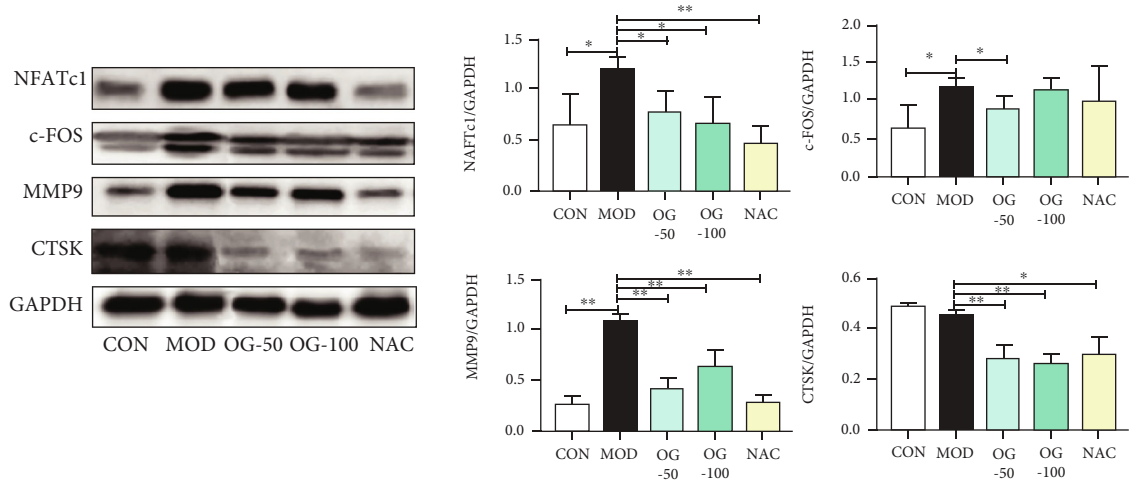 NFATc1
c-FOS
MMP9
CTSK
GAPDH
CON MOD OG-50 OG-100 NAC
NAFTc1/GAPDH
1.5
1.0
0.5
0.0
* * * **
CON MOD OG NAC
-50
OG
-100
c-FOS/GAPDH
2.0
1.5
1.0
0.5
0.0
* *
CON MOD OG OG NAC
-50 -100
MMP9/GAPDH
1.5
1.0
0.5
0.0
** ** ** **
CON MOD OG OG NAC
-50 -100
CTSK/GAPDH
0.6
0.4
0.2
0.0
** ** *
CON MOD OG OG NAC
-50 -100